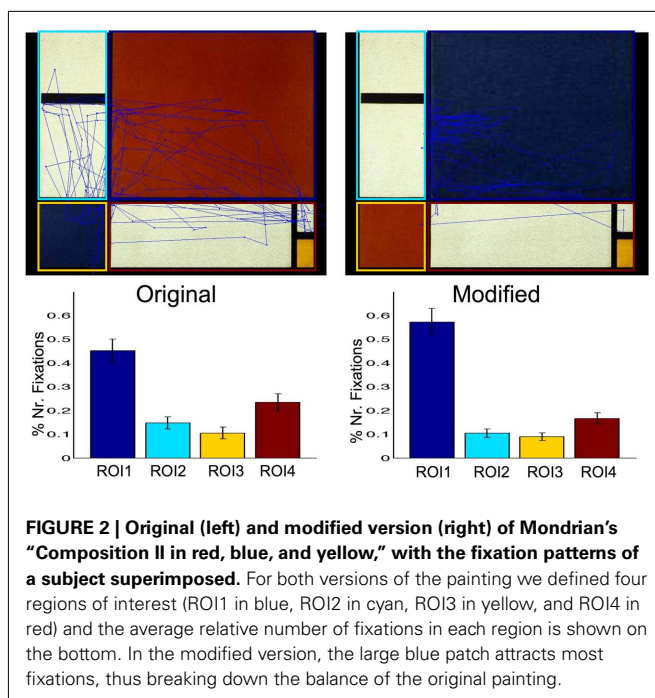 Original
Modified
% Nr. Fixations
0.6
0.5
0.4
0.3
0.2
0.1
0
ROI1 ROI2 ROI3 ROI4
% Nr. Fixations
0.6
0.5
0.4
0.3
0.2
0.1
0
ROI1 ROI2 ROI3 ROI4
FIGURE 2 | Original (left) and modified version (right) of Mondrian's
"Composition II in red, blue, and yellow," with the fixation patterns of
a subject superimposed. For both versions of the painting we defined four
regions of interest (ROI1 in blue, ROI2 in cyan, ROI3 in yellow, and ROI4 in
red) and the average relative number of fixations in each region is shown on
the bottom. In the modified version, the large blue patch attracts most
fixations, thus breaking down the balance of the original painting.